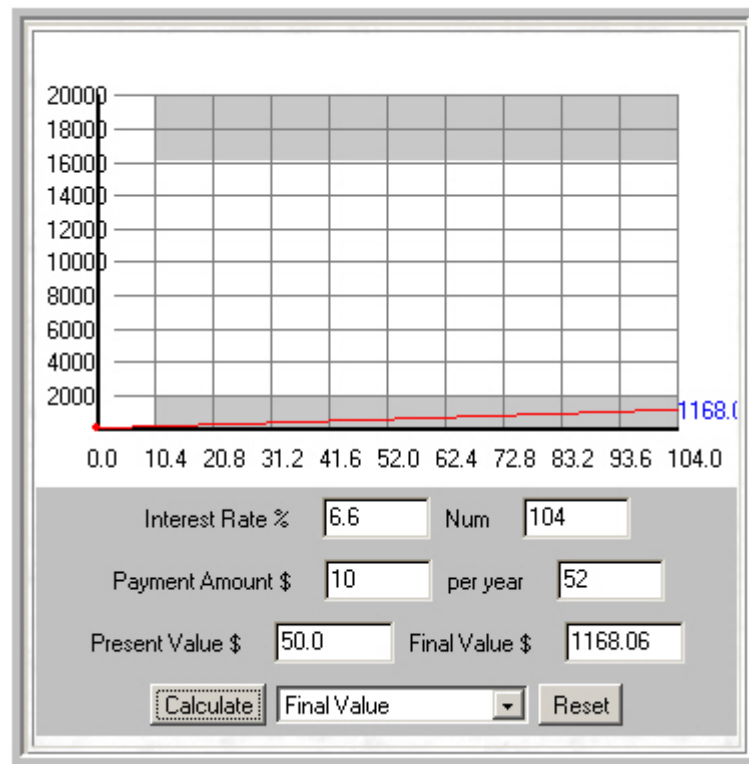 20000
18000
16000
14000
12000
10000
8000
6000
4000
2000
1168.0
0.0 10.4 20.8 31.2 41.6 52.0 62.4 72.8 83.2 93.6 104.0
Interest Rate % 6.6 Num 104
Payment Amount $ 10 per year 52
Present Value $ 50.0 Final Value $ 1168.06
Calculate Final Value Reset